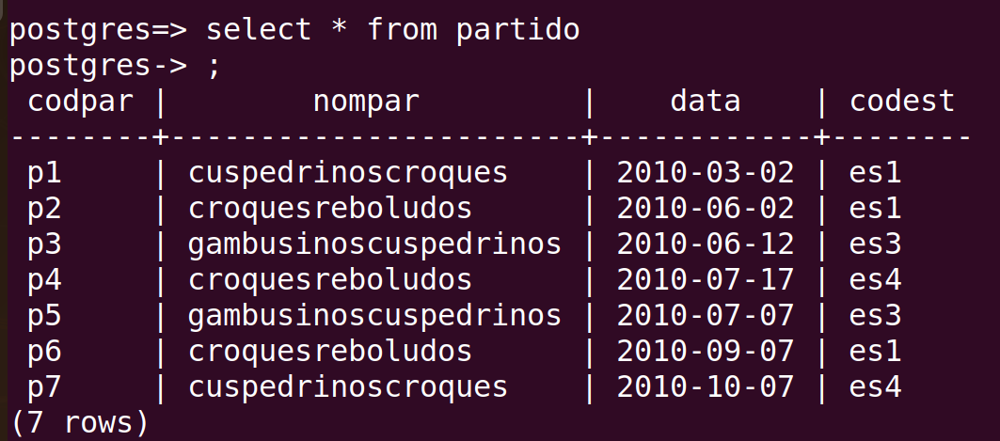 postgres=> select * from partido
postgres-> ;
 codpar |        nompar         |    data    | codest
--------+-----------------------+------------+--------
 p1     | cuspedrinoscroques    | 2010-03-02 | es1
 p2     | croquesreboludos      | 2010-06-02 | es1
 p3     | gambusinoscuspedrinos | 2010-06-12 | es3
 p4     | croquesreboludos      | 2010-07-17 | es4
 p5     | gambusinoscuspedrinos | 2010-07-07 | es3
 p6     | croquesreboludos      | 2010-09-07 | es1
 p7     | cuspedrinoscroques    | 2010-10-07 | es4
(7 rows)